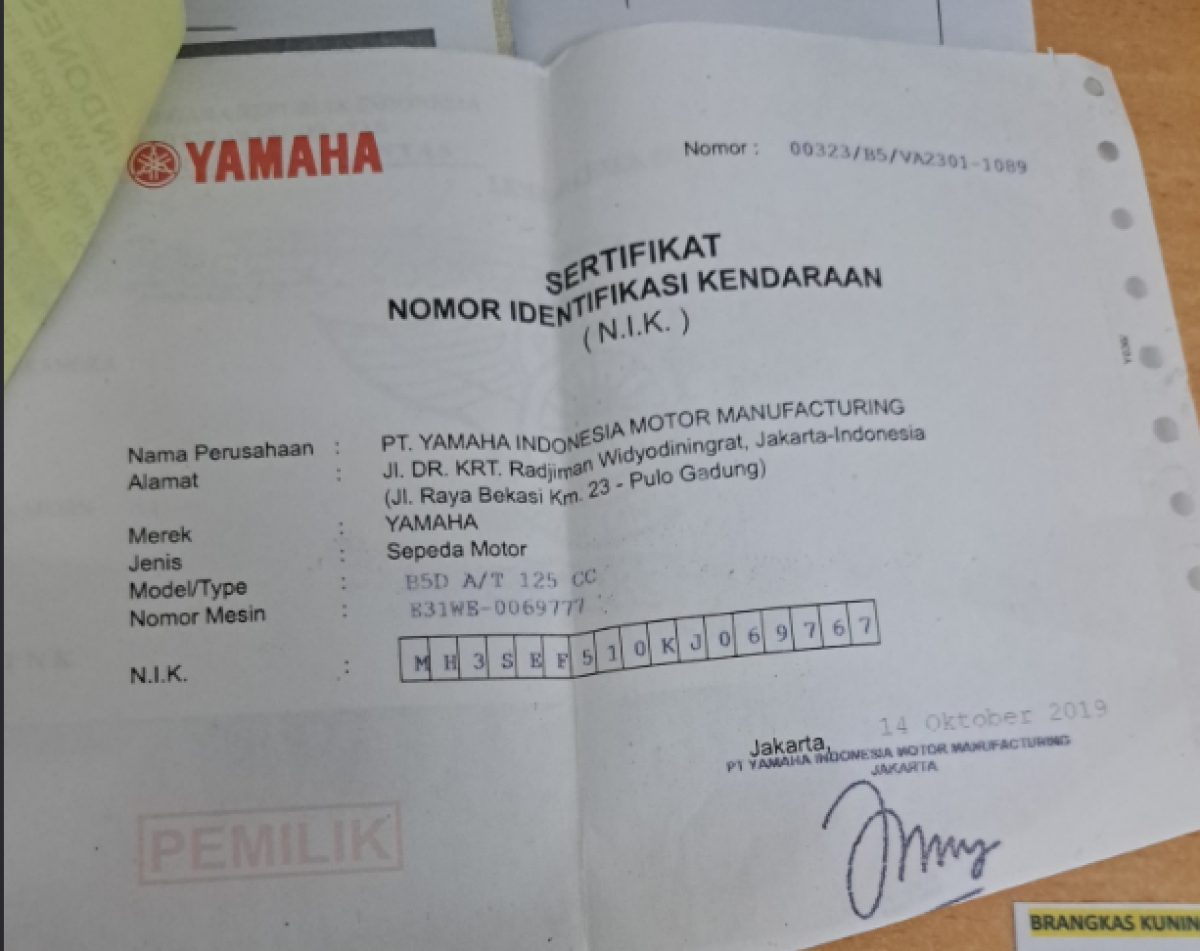 YAMAHA
Nomor : 00323/B5/VA2301-1089
SERTIFIKAT
NOMOR IDENTIFIKASI KENDARAAN
( N.I.K. )
Nama Perusahaan : PT. YAMAHA INDONESIA MOTOR MANUFACTURING
Alamat : Jl. DR. KRT. Radjiman Widyodiningrat, Jakarta-Indonesia
(Jl. Raya Bekasi Km. 23 - Pulo Gadung)
Merek : YAMAHA
Jenis : Sepeda Motor
Model/Type : B5D A/T 125 CC
Nomor Mesin : E31WE-0069777
N.I.K. : MH3SEF510KJ069767
Jakarta, 14 Oktober 2019
PT YAMAHA INDONESIA MOTOR MANUFACTURING
JAKARTA
PEMILIK
BRANGKAS KUNIN